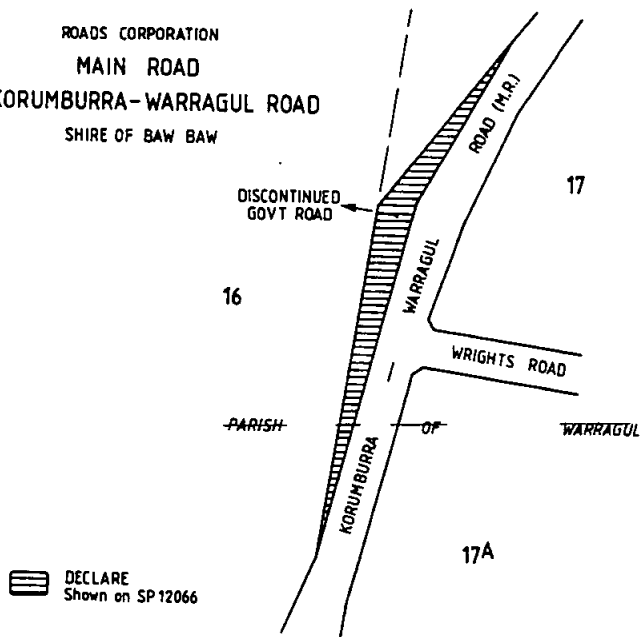 ROADS CORPORATION
MAIN ROAD
KORUMBURRA-WARRAGUL ROAD
SHIRE OF BAW BAW
ROAD (M.R.)
17
DISCONTINUED
GOVT ROAD
16
WARRAGUL
WRIGHTS ROAD
PARISH OF WARRAGUL
KORUMBURRA
17A
DECLARE
Shown on SP 12066